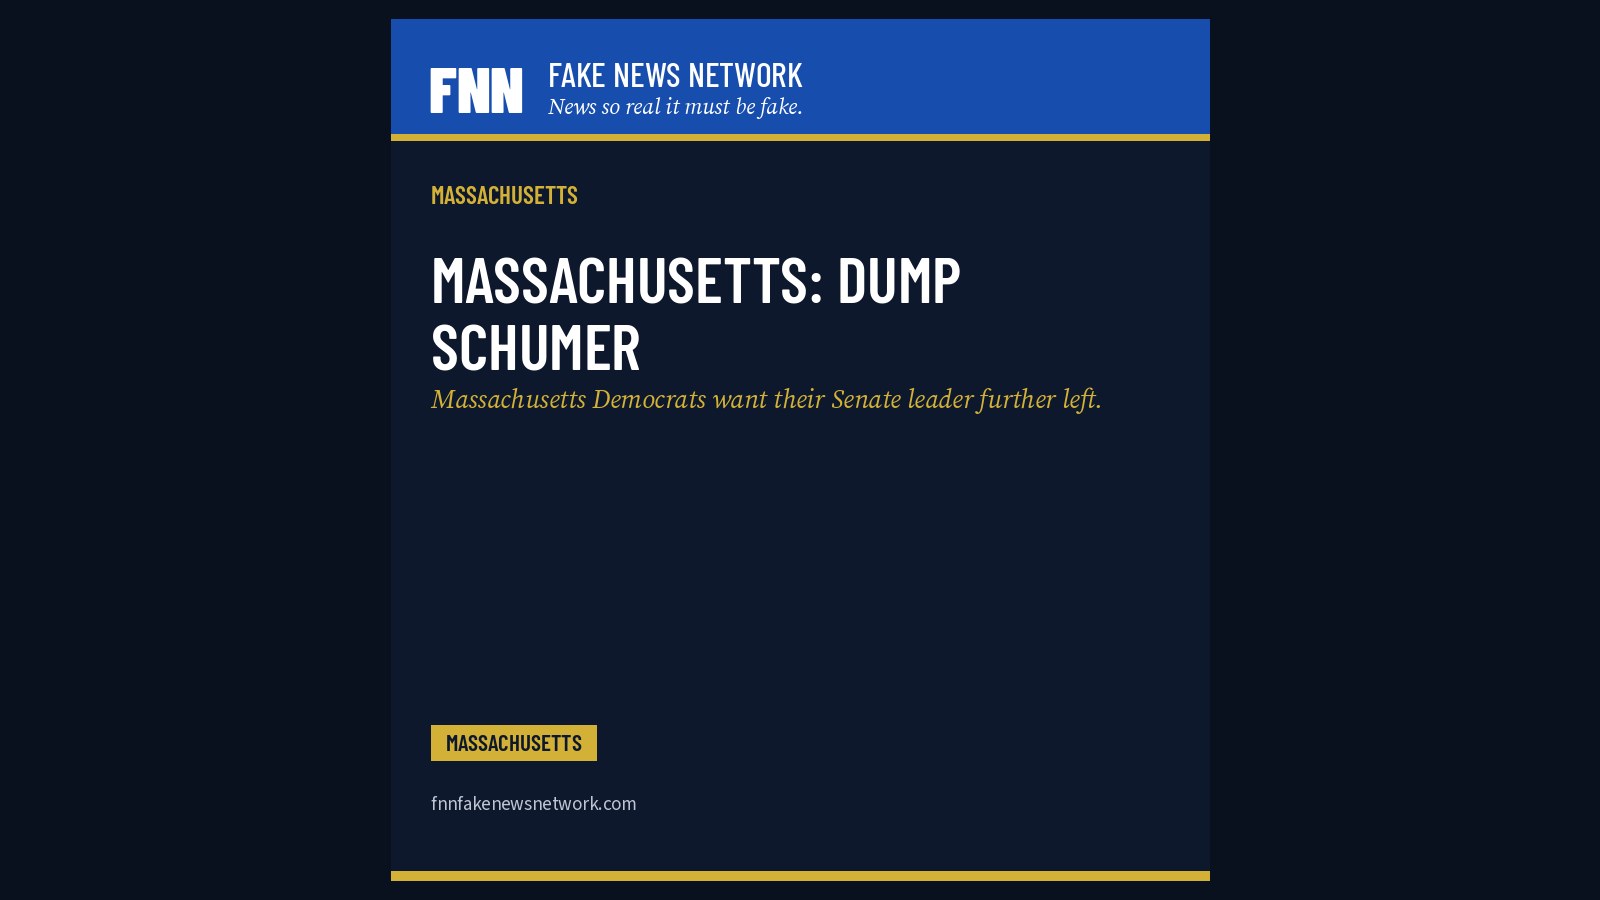 FNN
FAKE NEWS NETWORK
News so real it must be fake.
MASSACHUSETTS
MASSACHUSETTS: DUMP
SCHUMER
Massachusetts Democrats want their Senate leader further left.
MASSACHUSETTS
fnnfakenewsnetwork.com